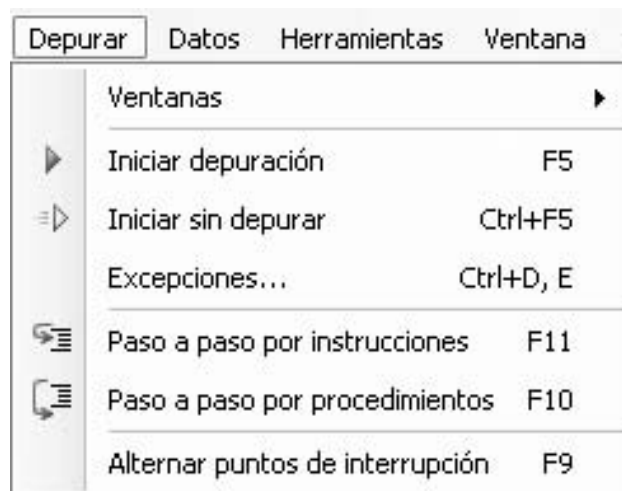 Depurar Datos Herramientas Ventana
Ventanas
Iniciar depuración F5
Iniciar sin depurar Ctrl+F5
Excepciones... Ctrl+D, E
Paso a paso por instrucciones F11
Paso a paso por procedimientos F10
Alternar puntos de interrupción F9